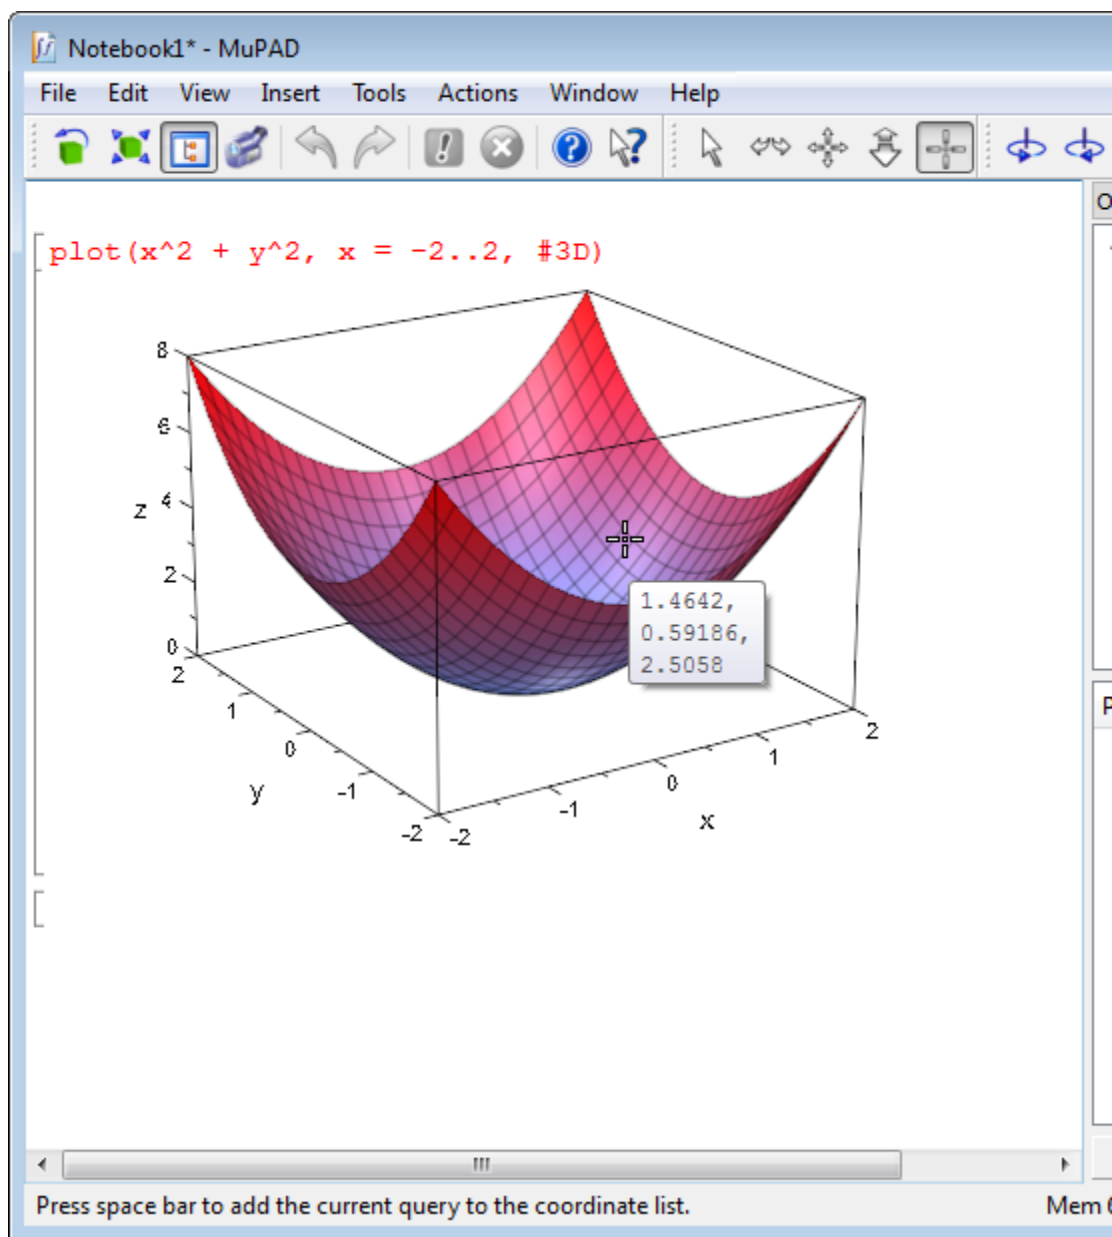 Notebook1* - MuPAD
File Edit View Insert Tools Actions Window Help
plot(x^2 + y^2, x = -2..2, #3D)
8
6
z 4
2
0
2
1
0
-1
-2
y
-2
-1
0
1
2
x
1.4642,
0.59186,
2.5058
Press space bar to add the current query to the coordinate list.
Mem